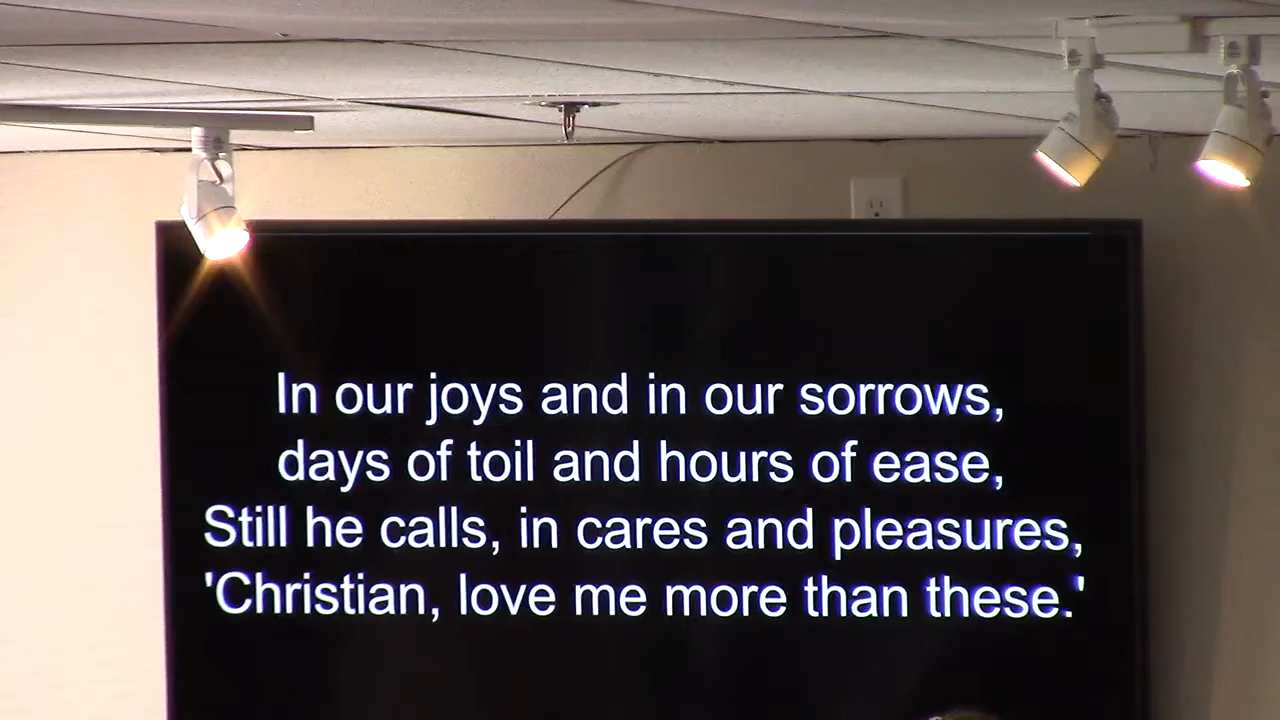 In our joys and in our sorrows,
days of toil and hours of ease,
Still he calls, in cares and pleasures,
'Christian, love me more than these.'